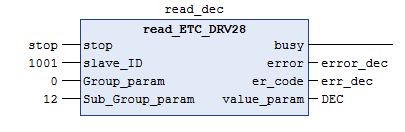 read_dec
read_ETC_DRV28
stop stop busy
1001 slave_ID error error_dec
0 Group_param er_code err_dec
12 Sub_Group_param value_param DEC